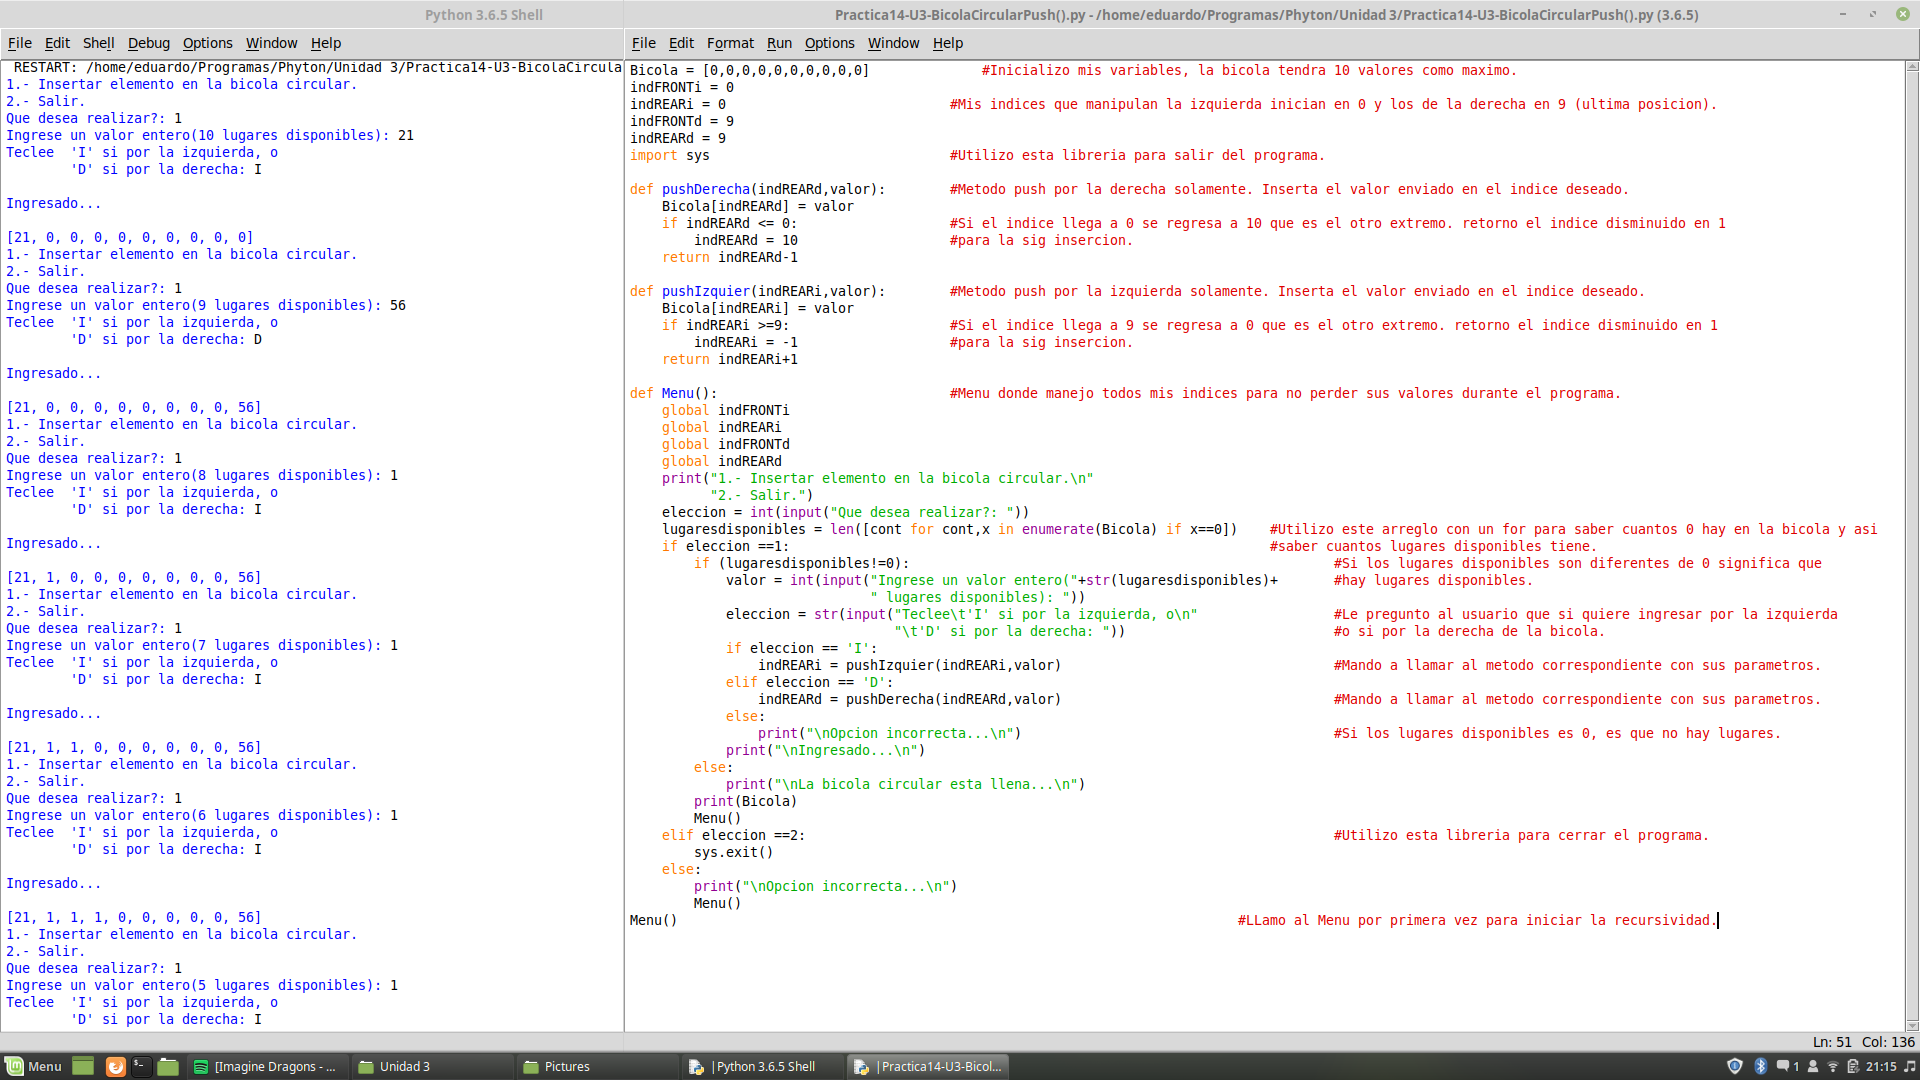 Python 3.6.5 Shell
File Edit Shell Debug Options Window Help
 RESTART: /home/eduardo/Programas/Phyton/Unidad 3/Practica14-U3-BicolaCircula
1.- Insertar elemento en la bicola circular.
2.- Salir.
Que desea realizar?: 1
Ingrese un valor entero(10 lugares disponibles): 21
Teclee  'I' si por la izquierda, o
        'D' si por la derecha: I
Ingresado...
[21, 0, 0, 0, 0, 0, 0, 0, 0, 0]
1.- Insertar elemento en la bicola circular.
2.- Salir.
Que desea realizar?: 1
Ingrese un valor entero(9 lugares disponibles): 56
Teclee  'I' si por la izquierda, o
        'D' si por la derecha: D
Ingresado...
[21, 0, 0, 0, 0, 0, 0, 0, 0, 56]
1.- Insertar elemento en la bicola circular.
2.- Salir.
Que desea realizar?: 1
Ingrese un valor entero(8 lugares disponibles): 1
Teclee  'I' si por la izquierda, o
        'D' si por la derecha: I
Ingresado...
[21, 1, 0, 0, 0, 0, 0, 0, 0, 56]
1.- Insertar elemento en la bicola circular.
2.- Salir.
Que desea realizar?: 1
Ingrese un valor entero(7 lugares disponibles): 1
Teclee  'I' si por la izquierda, o
        'D' si por la derecha: I
Ingresado...
[21, 1, 1, 0, 0, 0, 0, 0, 0, 56]
1.- Insertar elemento en la bicola circular.
2.- Salir.
Que desea realizar?: 1
Ingrese un valor entero(6 lugares disponibles): 1
Teclee  'I' si por la izquierda, o
        'D' si por la derecha: I
Ingresado...
[21, 1, 1, 1, 0, 0, 0, 0, 0, 56]
1.- Insertar elemento en la bicola circular.
2.- Salir.
Que desea realizar?: 1
Ingrese un valor entero(5 lugares disponibles): 1
Teclee  'I' si por la izquierda, o
        'D' si por la derecha: I
Practica14-U3-BicolaCircularPush().py - /home/eduardo/Programas/Phyton/Unidad 3/Practica14-U3-BicolaCircularPush().py (3.6.5)
File Edit Format Run Options Window Help
Bicola = [0,0,0,0,0,0,0,0,0,0]              #Inicializo mis variables, la bicola tendra 10 valores como maximo.
indFRONTi = 0
indREARi = 0                            #Mis indices que manipulan la izquierda inician en 0 y los de la derecha en 9 (ultima posicion).
indFRONTd = 9
indREARd = 9
import sys                              #Utilizo esta libreria para salir del programa.
def pushDerecha(indREARd,valor):        #Metodo push por la derecha solamente. Inserta el valor enviado en el indice deseado.
    Bicola[indREARd] = valor
    if indREARd <= 0:                   #Si el indice llega a 0 se regresa a 10 que es el otro extremo. retorno el indice disminuido en 1
        indREARd = 10                   #para la sig insercion.
    return indREARd-1
def pushIzquier(indREARi,valor):        #Metodo push por la izquierda solamente. Inserta el valor enviado en el indice deseado.
    Bicola[indREARi] = valor
    if indREARi >=9:                    #Si el indice llega a 9 se regresa a 0 que es el otro extremo. retorno el indice disminuido en 1
        indREARi = -1                   #para la sig insercion.
    return indREARi+1
def Menu():                             #Menu donde manejo todos mis indices para no perder sus valores durante el programa.
    global indFRONTi
    global indREARi
    global indFRONTd
    global indREARd
    print("1.- Insertar elemento en la bicola circular.\n"
          "2.- Salir.")
    eleccion = int(input("Que desea realizar?: "))
    lugaresdisponibles = len([cont for cont,x in enumerate(Bicola) if x==0])    #Utilizo este arreglo con un for para saber cuantos 0 hay en la bicola y asi
    if eleccion ==1:                                                            #saber cuantos lugares disponibles tiene.
        if (lugaresdisponibles!=0):                                                     #Si los lugares disponibles son diferentes de 0 significa que
            valor = int(input("Ingrese un valor entero("+str(lugaresdisponibles)+       #hay lugares disponibles.
                              " lugares disponibles): "))
            eleccion = str(input("Teclee\t'I' si por la izquierda, o\n"                 #Le pregunto al usuario que si quiere ingresar por la izquierda
                                 "\t'D' si por la derecha: "))                          #o si por la derecha de la bicola.
            if eleccion == 'I':
                indREARi = pushIzquier(indREARi,valor)                                  #Mando a llamar al metodo correspondiente con sus parametros.
            elif eleccion == 'D':
                indREARd = pushDerecha(indREARd,valor)                                  #Mando a llamar al metodo correspondiente con sus parametros.
            else:
                print("\nOpcion incorrecta...\n")                                       #Si los lugares disponibles es 0, es que no hay lugares.
            print("\nIngresado...\n")
        else:
            print("\nLa bicola circular esta llena...\n")
        print(Bicola)
        Menu()
    elif eleccion ==2:                                                                  #Utilizo esta libreria para cerrar el programa.
        sys.exit()
    else:
        print("\nOpcion incorrecta...\n")
        Menu()
Menu()                                                                      #LLamo al Menu por primera vez para iniciar la recursividad.
Ln: 51 Col: 136
Menu [Imagine Dragons - ... Unidad 3 Pictures |Python 3.6.5 Shell |Practica14-U3-Bicol... 1 21:15